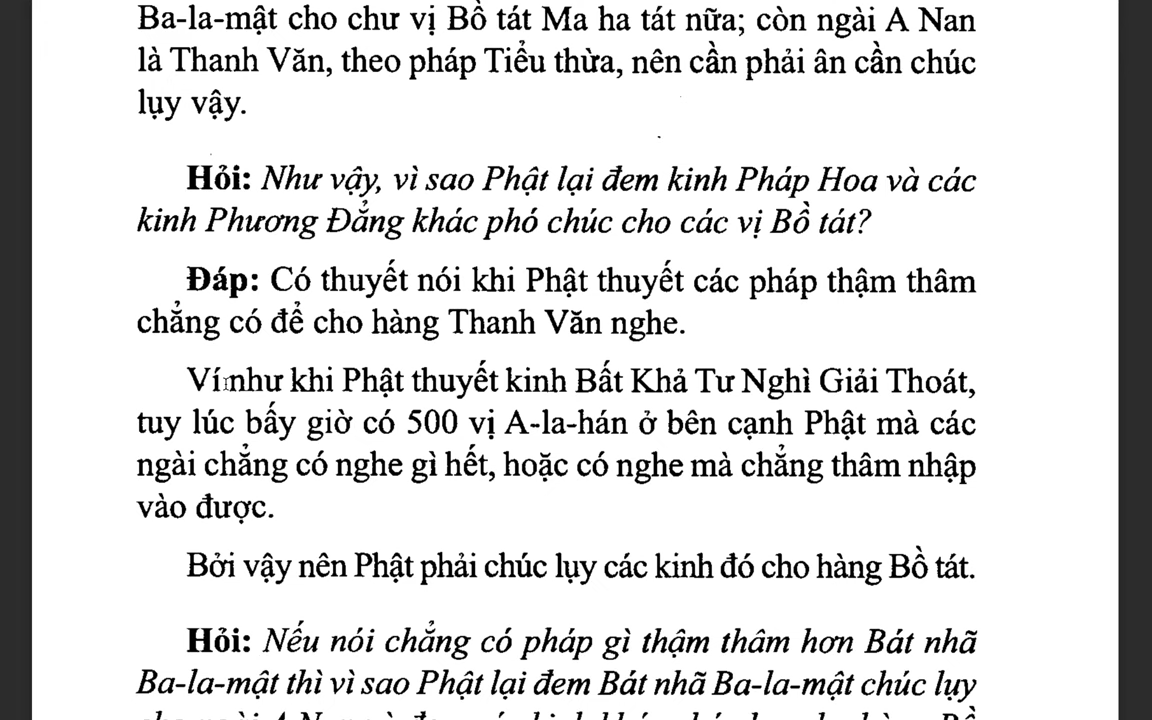 Ba-la-mật cho chư vị Bồ tát Ma ha tát nữa; còn ngài A Nan
là Thanh Văn, theo pháp Tiểu thừa, nên cần phải ân cần chúc
lụy vậy.
Hỏi: Như vậy, vì sao Phật lại đem kinh Pháp Hoa và các
kinh Phương Đẳng khác phó chúc cho các vị Bồ tát?
Đáp: Có thuyết nói khi Phật thuyết các pháp thậm thâm
chẳng có để cho hàng Thanh Văn nghe.
Ví như khi Phật thuyết kinh Bất Khả Tư Nghì Giải Thoát,
tuy lúc bấy giờ có 500 vị A-la-hán ở bên cạnh Phật mà các
ngài chẳng có nghe gì hết, hoặc có nghe mà chẳng thâm nhập
vào được.
Bởi vậy nên Phật phải chúc lụy các kinh đó cho hàng Bồ tát.
Hỏi: Nếu nói chẳng có pháp gì thậm thâm hơn Bát nhã
Ba-la-mật thì vì sao Phật lại đem Bát nhã Ba-la-mật chúc lụy